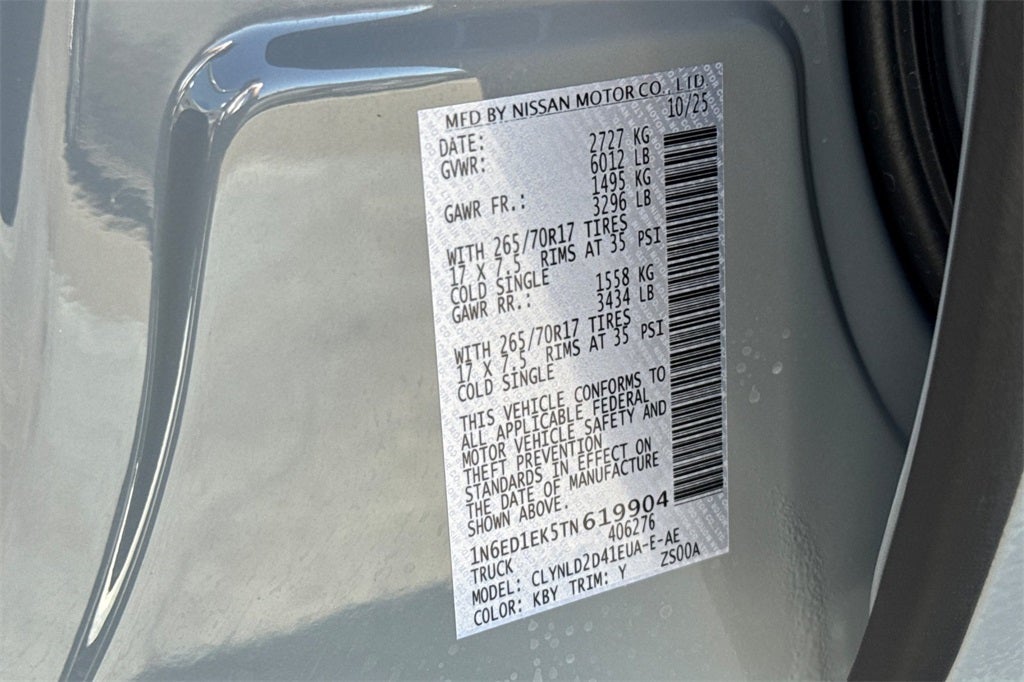 MFD BY NISSAN MOTOR CO., LTD
DATE: 10/25
GVWR: 2727 KG
6012 LB
GAWR FR.: 1495 KG
3296 LB
WITH 265/70R17 TIRES
17 X 7.5 RIMS AT 35 PSI
COLD SINGLE
GAWR RR.: 1558 KG
3434 LB
WITH 265/70R17 TIRES
17 X 7.5 RIMS AT 35 PSI
COLD SINGLE
THIS VEHICLE CONFORMS TO
ALL APPLICABLE FEDERAL
MOTOR VEHICLE SAFETY AND
THEFT PREVENTION
STANDARDS IN EFFECT ON
THE DATE OF MANUFACTURE
SHOWN ABOVE.
1N6ED1EK5TN619904
TRUCK 406276
MODEL: CLYNLD2D41EUA-E-AE
COLOR: KBY TRIM: Y ZS00A